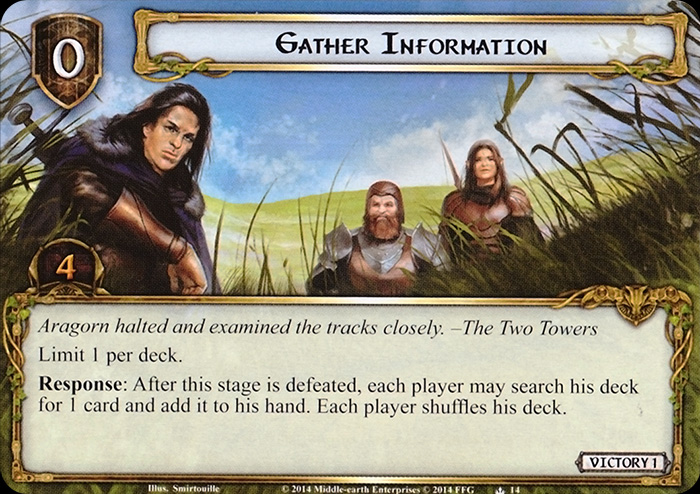 0
GATHER INFORMATION
4
Aragorn halted and examined the tracks closely. –The Two Towers
Limit 1 per deck.
Response: After this stage is defeated, each player may search his deck
for 1 card and add it to his hand. Each player shuffles his deck.
VICTORY 1
Illus. Smirtouille © 2014 Middle-earth Enterprises © 2014 FFG 14